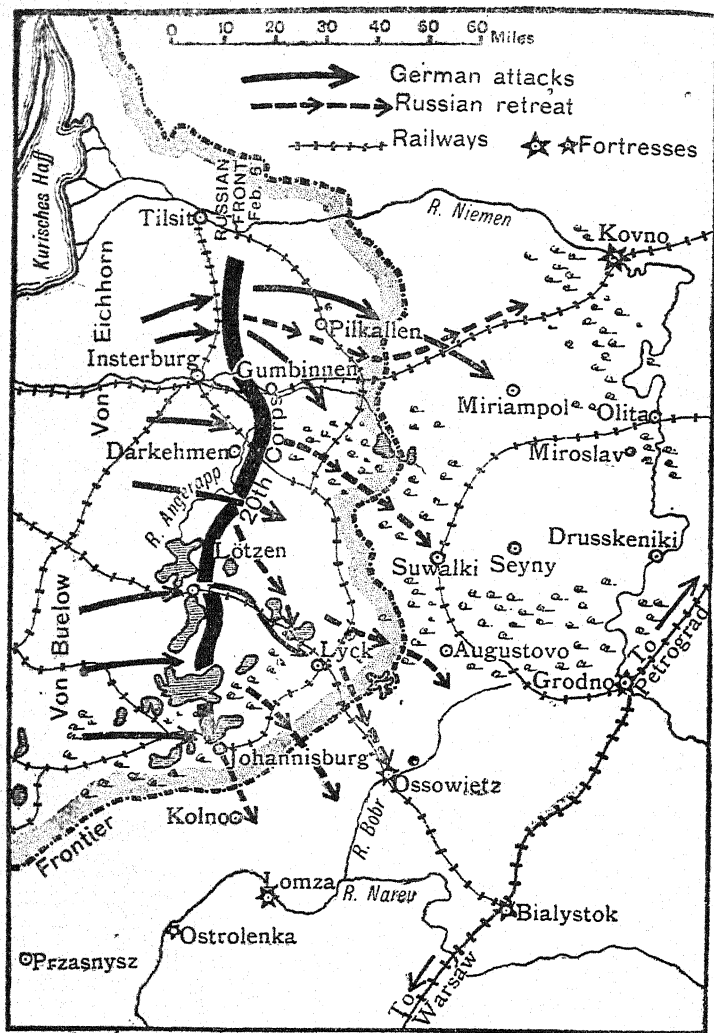 0 10 20 30 40 50 60 Miles
German attacks
Russian retreat
Railways
Fortresses
Kurisches Haff
Tilsit
RUSSIAN
FRONT
Feb. 6
R. Niemen
Kovno
Von Eichhorn
Pilkallen
Insterburg
Gumbinnen
Miriampol
Olita
Darkehmen
20th Corps
Miroslav
R. Angerapp
Lötzen
Suwalki
Seyny
Drusskeniki
Von Buelow
Lyck
Augustovo
Grodno
To
Petrograd
Johannisburg
Ossowietz
Kolno
Frontier
R. Bobr
Lomza
R. Narev
Ostrolenka
Bialystok
Przasnysz
To
Warsaw